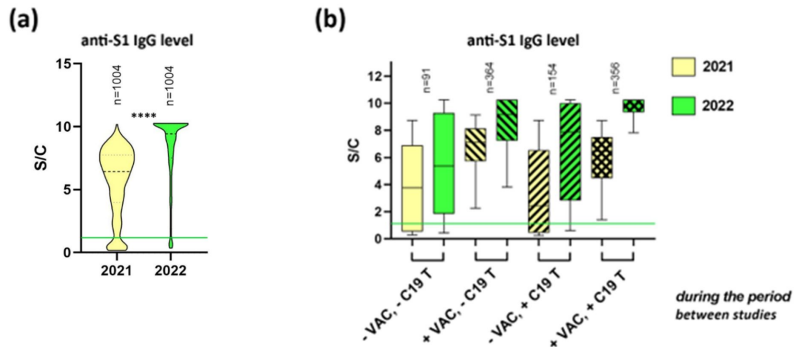 (a)
anti-S1 IgG level
n=1004
n=1004
****
15
10
5
0
S/C
2021
2022
(b)
anti-S1 IgG level
n=91
n=364
n=154
n=356
12
10
8
6
4
2
0
S/C
- VAC, - C19 T
+ VAC, - C19 T
- VAC, + C19 T
+ VAC, + C19 T
2021
2022
during the period
between studies